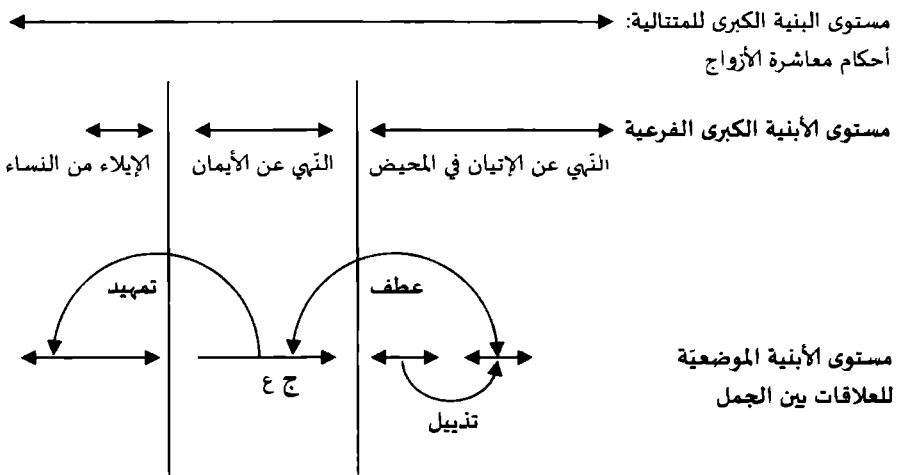 مستوى البنية الكبرى للمتتالية:
أحكام معاشرة الأزواج
مستوى الأبنية الكبرى الفرعية
النّهي عن الإتيان في المحيض
النّهي عن الأيمان
الإيلاء من النساء
عطف
تمهيد
مستوى الأبنية الموضعيّة
للعلاقات بين الجمل
ج ع
تذييل